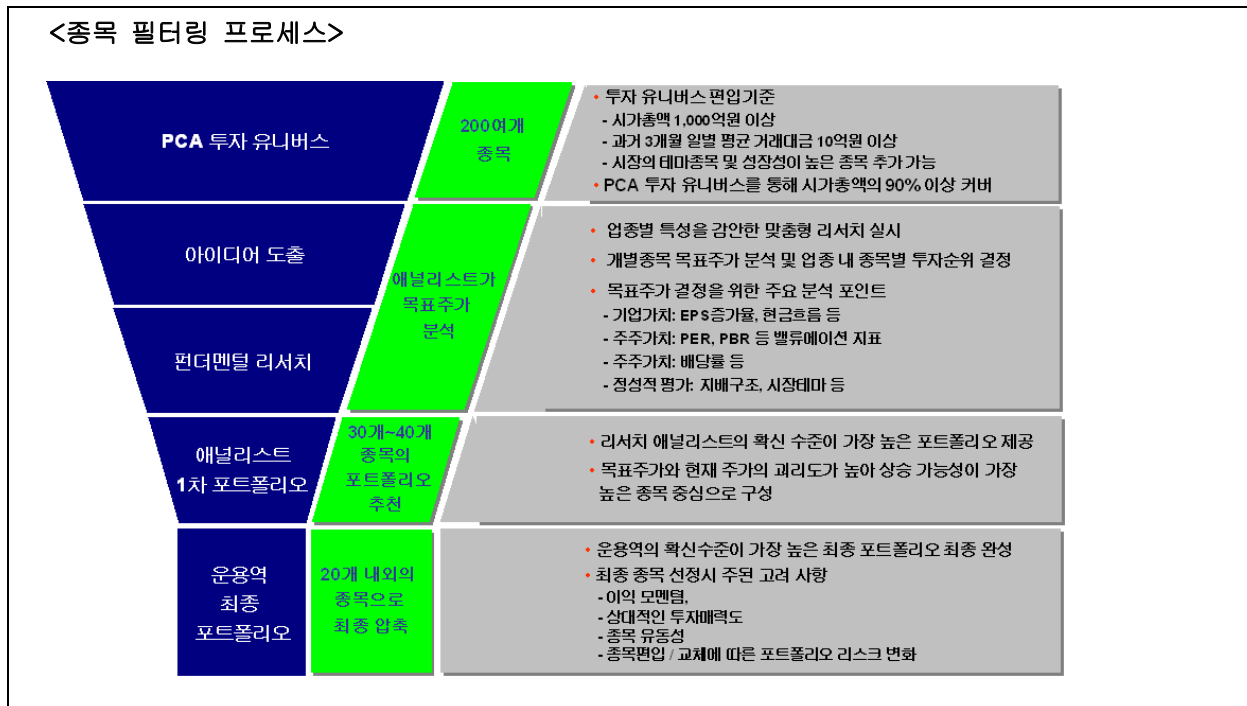 <종목 필터링 프로세스>
PCA 투자 유니버스
200여개
종목
• 투자 유니버스 편입기준
- 시가총액 1,000억원 이상
- 과거 3개월 일별 평균 거래대금 10억원 이상
- 시장의 테마종목 및 성장성이 높은 종목 추가 가능
• PCA 투자 유니버스를 통해 시가총액의 90% 이상 커버
아이디어 도출
펀더멘털 리서치
애널리스트가
목표주가
분석
• 업종별 특성을 감안한 맞춤형 리서치 실시
• 개별종목 목표주가 분석 및 업종 내 종목별 투자순위 결정
• 목표주가 결정을 위한 주요 분석 포인트
- 기업가치: EPS증가율, 현금흐름 등
- 주주가치: PER, PBR 등 밸류에이션 지표
- 주주가치: 배당률 등
- 정성적 평가: 지배구조, 시장테마 등
애널리스트
1차 포트폴리오
30개~40개
종목의
포트폴리오
추천
• 리서치 애널리스트의 확신 수준이 가장 높은 포트폴리오 제공
• 목표주가와 현재 주가의 괴리도가 높아 상승 가능성이 가장
높은 종목 중심으로 구성
운용역
최종
포트폴리오
20개 내외의
종목으로
최종 압축
• 운용역의 확신수준이 가장 높은 최종 포트폴리오 최종 완성
• 최종 종목 선정시 주된 고려 사항
- 이익 모멘텀,
- 상대적인 투자매력도
- 종목 유동성
- 종목편입 / 교체에 따른 포트폴리오 리스크 변화